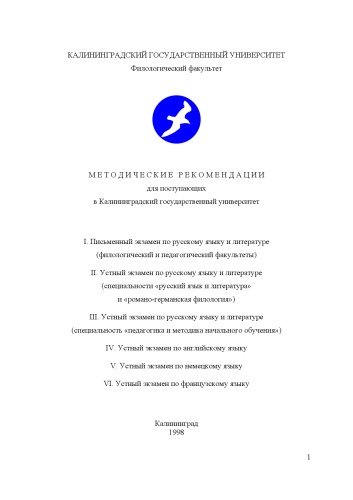 КАЛИНИНГРАДСКИЙ ГОСУДАРСТВЕННЫЙ УНИВЕРСИТЕТ
Филологический факультет
МЕТОДИЧЕСКИЕ РЕКОМЕНДАЦИИ
для поступающих
в Калининградский государственный университет
I. Письменный экзамен по русскому языку и литературе
(филологический и педагогический факультеты)
II. Устный экзамен по русскому языку и литературе
(специальности «русский язык и литература»
и «романо-германская филология»)
III. Устный экзамен по русскому языку и литературе
(специальность «педагогика и методика начального обучения»)
IV. Устный экзамен по английскому языку
V. Устный экзамен по немецкому языку
VI. Устный экзамен по французскому языку
Калининград
1998
1